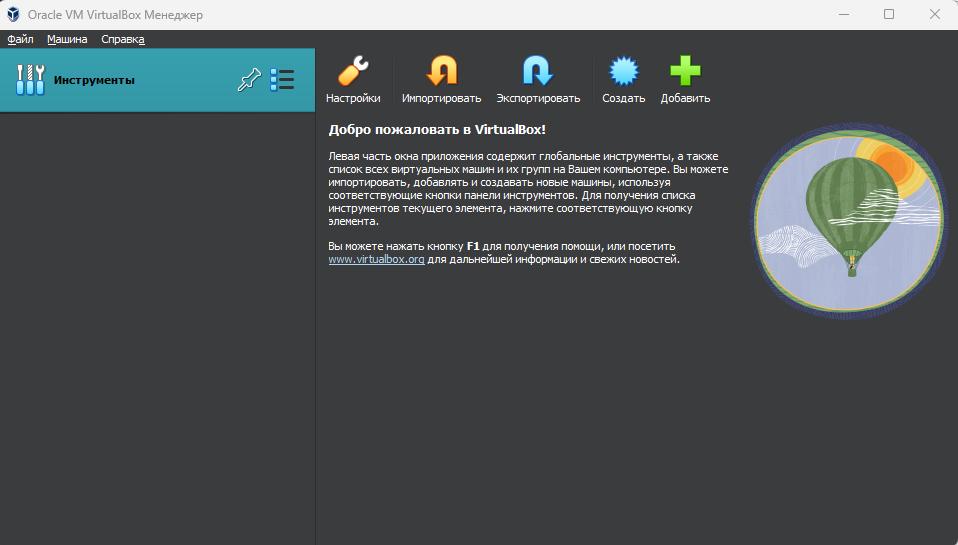 Oracle VM VirtualBox Менеджер
Файл Машина Справка
Инструменты
Настройки Импортировать Экспортировать Создать Добавить
Добро пожаловать в VirtualBox!
Левая часть окна приложения содержит глобальные инструменты, а также
список всех виртуальных машин и их групп на Вашем компьютере. Вы можете
импортировать, добавлять и создавать новые машины, используя
соответствующие кнопки панели инструментов. Для получения списка
инструментов текущего элемента, нажмите соответствующую кнопку
элемента.
Вы можете нажать кнопку F1 для получения помощи, или посетить
www.virtualbox.org для дальнейшей информации и свежих новостей.